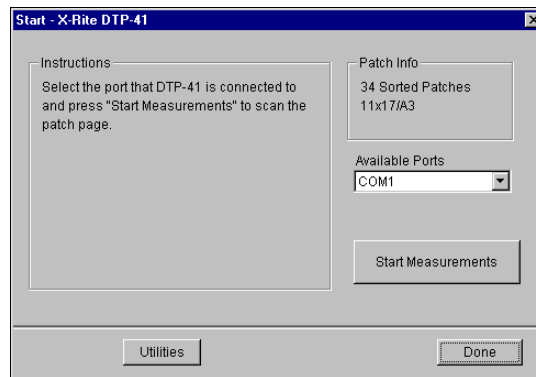 Start - X-Rite DTP-41
Instructions
Select the port that DTP-41 is connected to
and press "Start Measurements" to scan the
patch page.
Patch Info
34 Sorted Patches
11x17/A3
Available Ports
COM1
Start Measurements
Utilities
Done